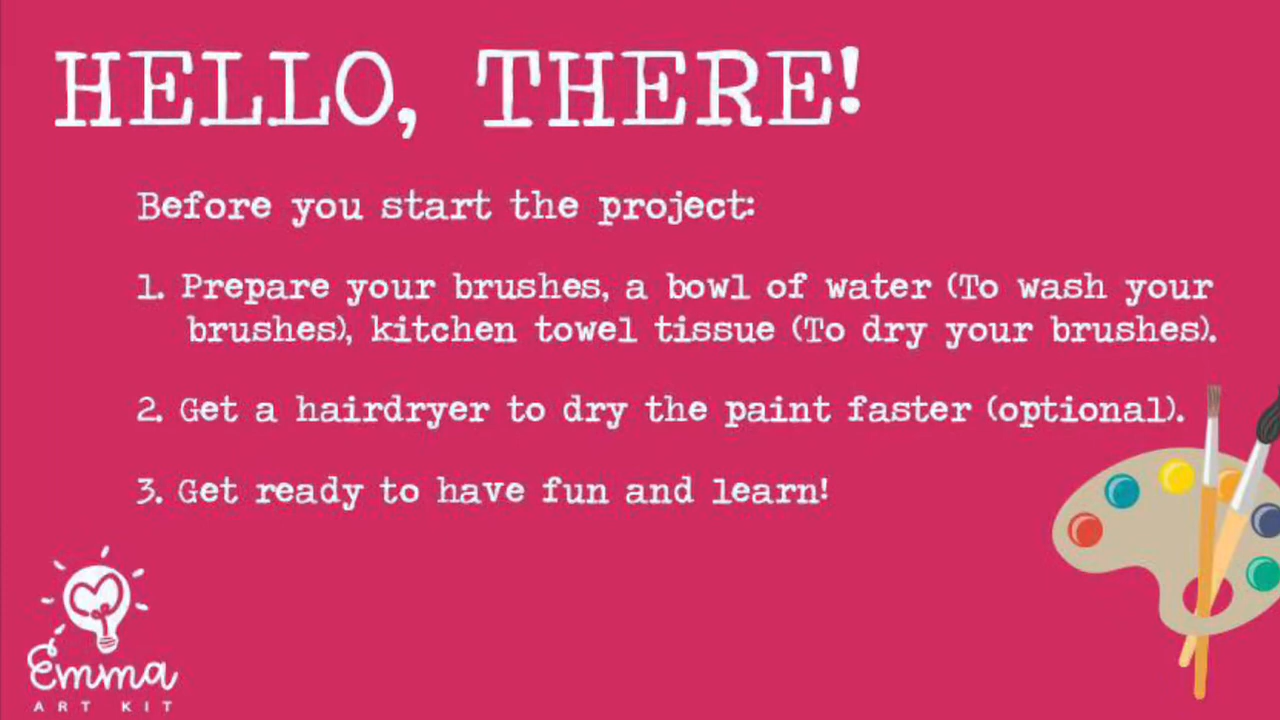 HELLO, THERE!
Before you start the project:
1. Prepare your brushes, a bowl of water (To wash your
brushes), kitchen towel tissue (To dry your brushes).
2. Get a hairdryer to dry the paint faster (optional).
3. Get ready to have fun and learn!
Emma
ART KIT